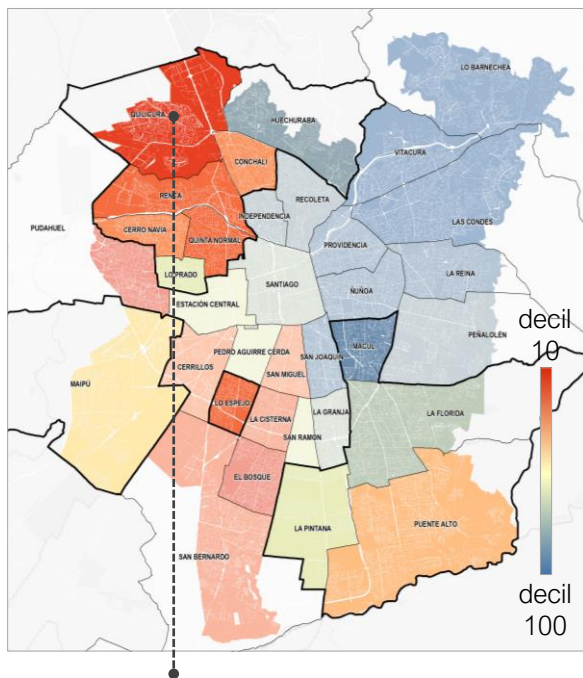 LO BARNECHEA
QUILICURA
HUECHURABA
VITACURA
CONCHALÍ
RECOLETA
RENCA
INDEPENDENCIA
LAS CONDES
PUDAHUEL
CERRO NAVIA
QUINTA NORMAL
PROVIDENCIA
LO PRADO
LA REINA
SANTIAGO
ÑUÑOA
ESTACIÓN CENTRAL
PEÑALOLÉN
MACUL
PEDRO AGUIRRE CERDA
SAN JOAQUÍN
CERRILLOS
SAN MIGUEL
MAIPÚ
LO ESPEJO
LA CISTERNA
LA GRANJA
LA FLORIDA
SAN RAMÓN
EL BOSQUE
LA PINTANA
PUENTE ALTO
SAN BERNARDO
decil
10
decil
100